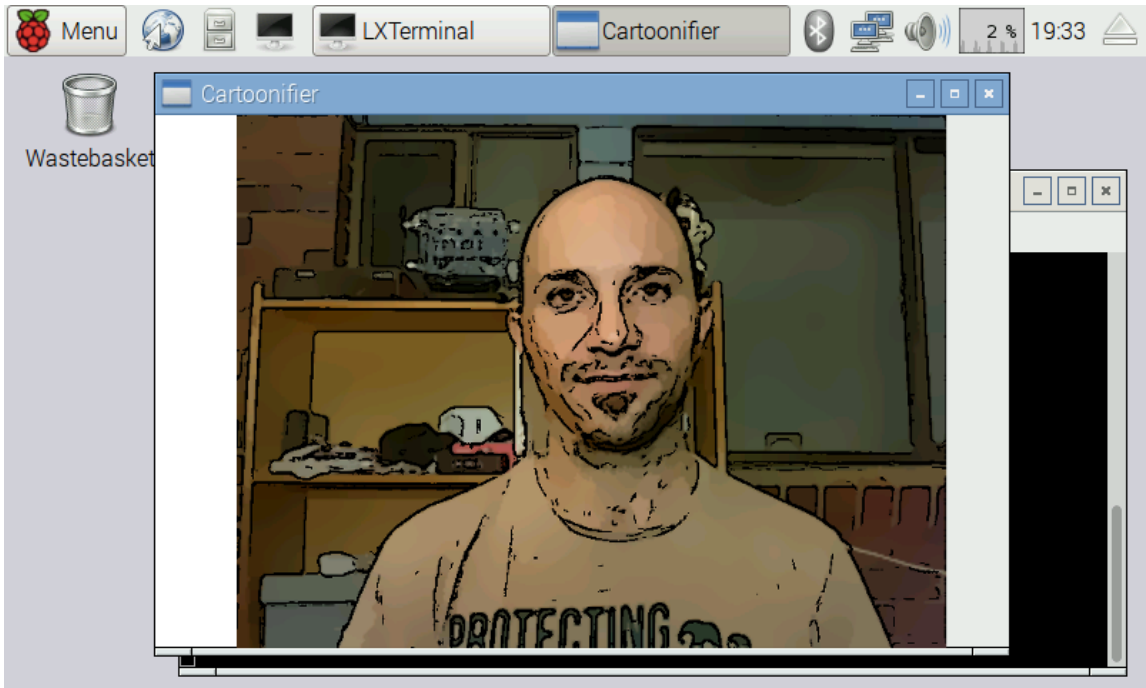 Menu
LXTerminal
Cartoonifier
2 %
19:33
Wastebasket
Cartoonifier
PROTECTING